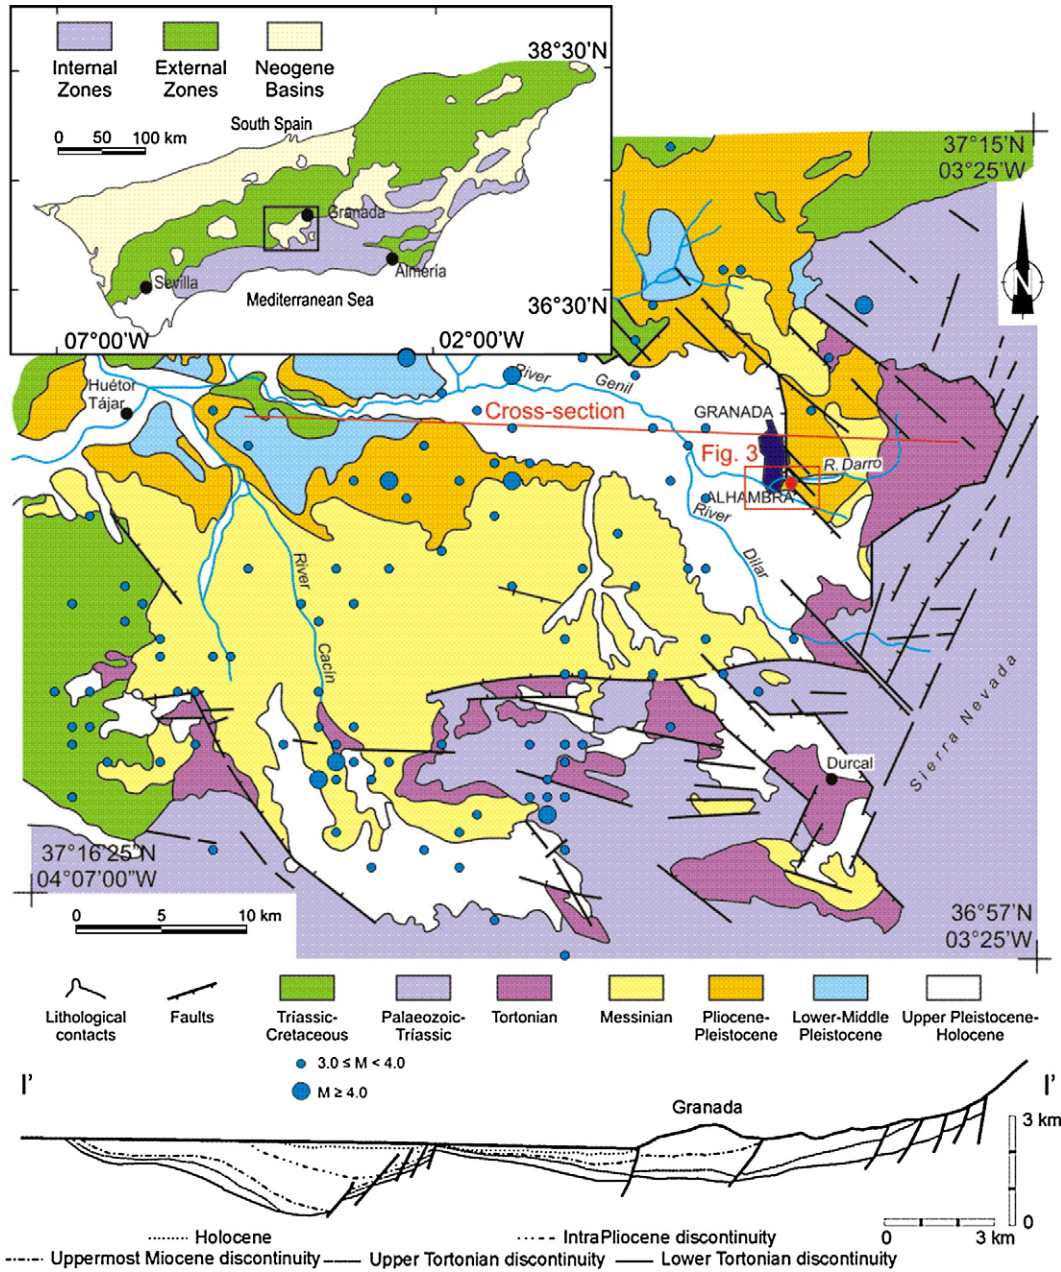 Internal Zones
External Zones
Neogene Basins
38°30'N
0 50 100 km
South Spain
Granada
Sevilla
Almería
Mediterranean Sea
36°30'N
07°00'W
02°00'W
37°15'N
03°25'W
N
Huétor Tájar
River Genil
Cross-section
GRANADA
Fig. 3
R. Darro
ALHAMBRA
River Dílar
River Cacín
Sierra Nevada
Durcal
37°16'25"N
04°07'00"W
0 5 10 km
36°57'N
03°25'W
Lithological contacts
Faults
Tríassic-Cretaceous
Palaeozoic-Tríassic
Tortonian
Messinian
Pliocene-Pleistocene
Lower-Middle Pleistocene
Upper Pleistocene-Holocene
3.0 ≤ M < 4.0
M ≥ 4.0
I'
I'
Granada
3 km
0
0 3 km
Holocene
IntraPliocene discontinuity
Uppermost Miocene discontinuity
Upper Tortonian discontinuity
Lower Tortonian discontinuity